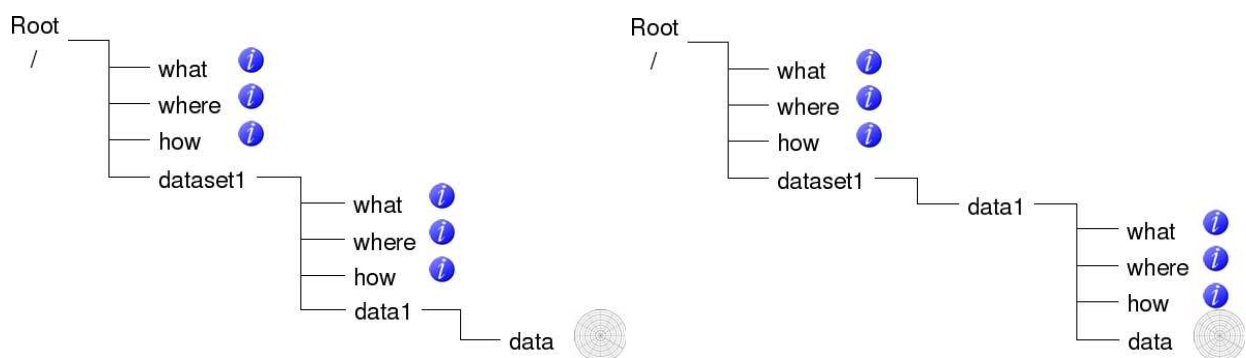 Root
/
what i
where i
how i
dataset1
what i
where i
how i
data1
data
Root
/
what i
where i
how i
dataset1
data1
what i
where i
how i
data